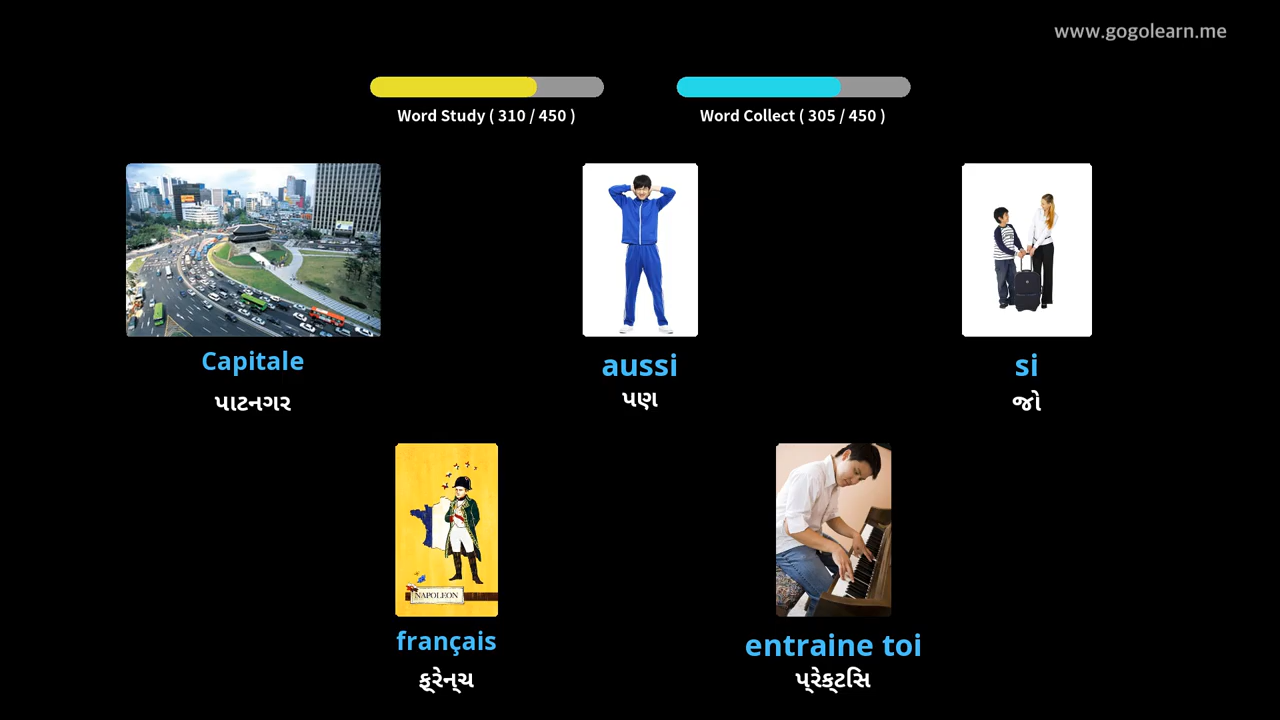 www.gogolearn.me
Word Study ( 310 / 450 )
Word Collect ( 305 / 450 )
Capitale
પાટનગર
aussi
પણ
si
જો
NAPOLEON
français
ફ્રેન્ચ
entraine toi
પ્રેક્ટિસ